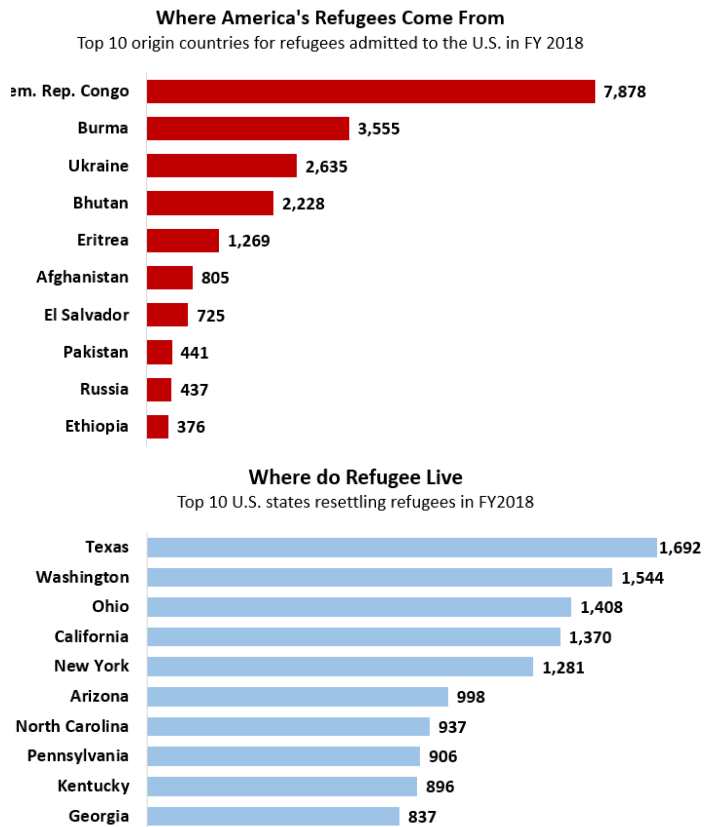 Where America's Refugees Come From
Top 10 origin countries for refugees admitted to the U.S. in FY 2018
em. Rep. Congo 7,878
Burma 3,555
Ukraine 2,635
Bhutan 2,228
Eritrea 1,269
Afghanistan 805
El Salvador 725
Pakistan 441
Russia 437
Ethiopia 376
Where do Refugee Live
Top 10 U.S. states resettling refugees in FY2018
Texas 1,692
Washington 1,544
Ohio 1,408
California 1,370
New York 1,281
Arizona 998
North Carolina 937
Pennsylvania 906
Kentucky 896
Georgia 837